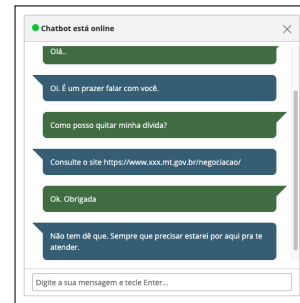 Chatbot está online
Olá..
Oi. É um prazer falar com você.
Como posso quitar minha dívida?
Consulte o site https://www.xxx.mt.gov.br/negociacao/
Ok. Obrigada
Não tem dê que. Sempre que precisar estarei por aqui pra te
atender.
Digite a sua mensagem e tecle Enter...